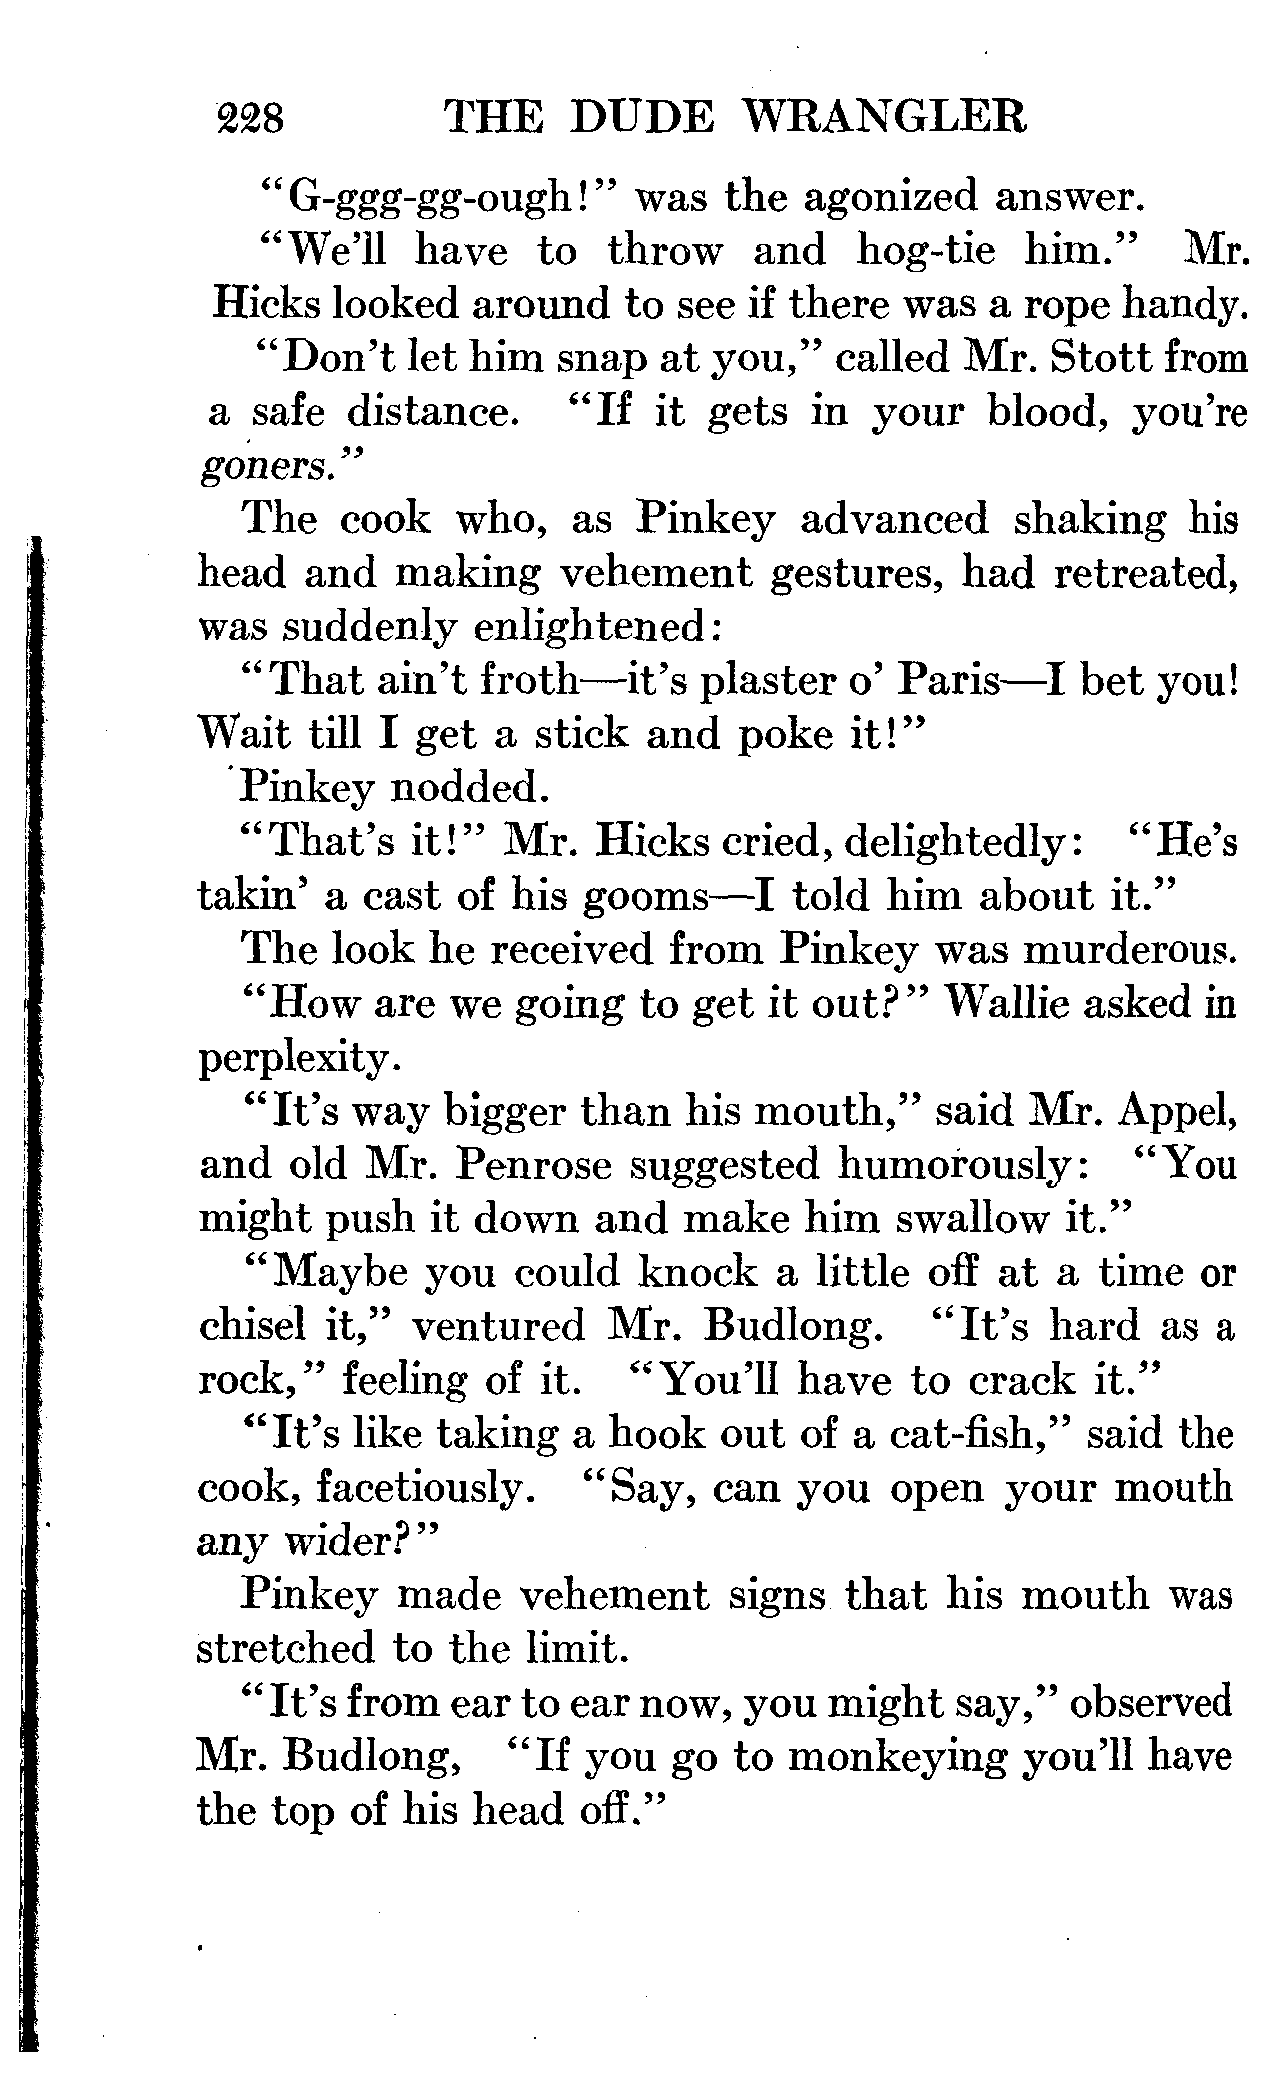 228 THE DUDE WRANGLER
“G-ggg-gg-ough!” was the agonized answer.
“We'll have to throw and hog-tie him.” Mr.
Hicks looked around to see if there was a rope handy.
“Don't let him snap at you,” called Mr. Stott from
a safe distance. “If it gets in your blood, you're
goners.”
The cook who, as Pinkey advanced shaking his
head and making vehement gestures, had retreated,
was suddenly enlightened:
“That ain't froth—it's plaster o' Paris—I bet you!
Wait till I get a stick and poke it!”
Pinkey nodded.
“That's it!” Mr. Hicks cried, delightedly: “He's
takin' a cast of his gooms—I told him about it.”
The look he received from Pinkey was murderous.
“How are we going to get it out?” Wallie asked in
perplexity.
“It's way bigger than his mouth,” said Mr. Appel,
and old Mr. Penrose suggested humorously: “You
might push it down and make him swallow it.”
“Maybe you could knock a little off at a time or
chisel it,” ventured Mr. Budlong. “It's hard as a
rock,” feeling of it. “You'll have to crack it.”
“It's like taking a hook out of a cat-fish,” said the
cook, facetiously. “Say, can you open your mouth
any wider?”
Pinkey made vehement signs that his mouth was
stretched to the limit.
“It's from ear to ear now, you might say,” observed
Mr. Budlong, “If you go to monkeying you'll have
the top of his head off.”